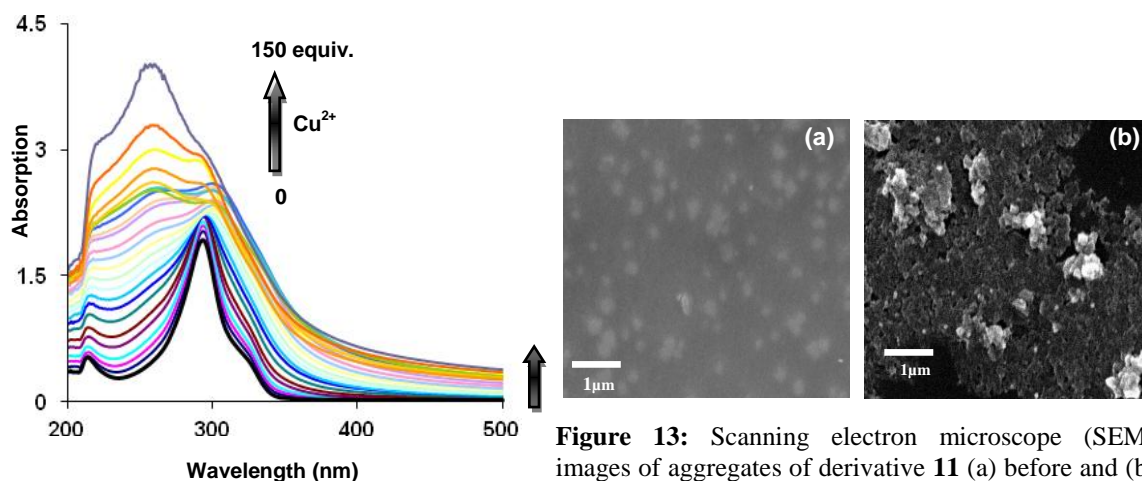 4.5
3
1.5
0
Absorption
150 equiv.
Cu²⁺
0
200
300
400
500
Wavelength (nm)
(a)
1µm
(b)
1µm
Figure 13: Scanning electron microscope (SEM
images of aggregates of derivative 11 (a) before and (b